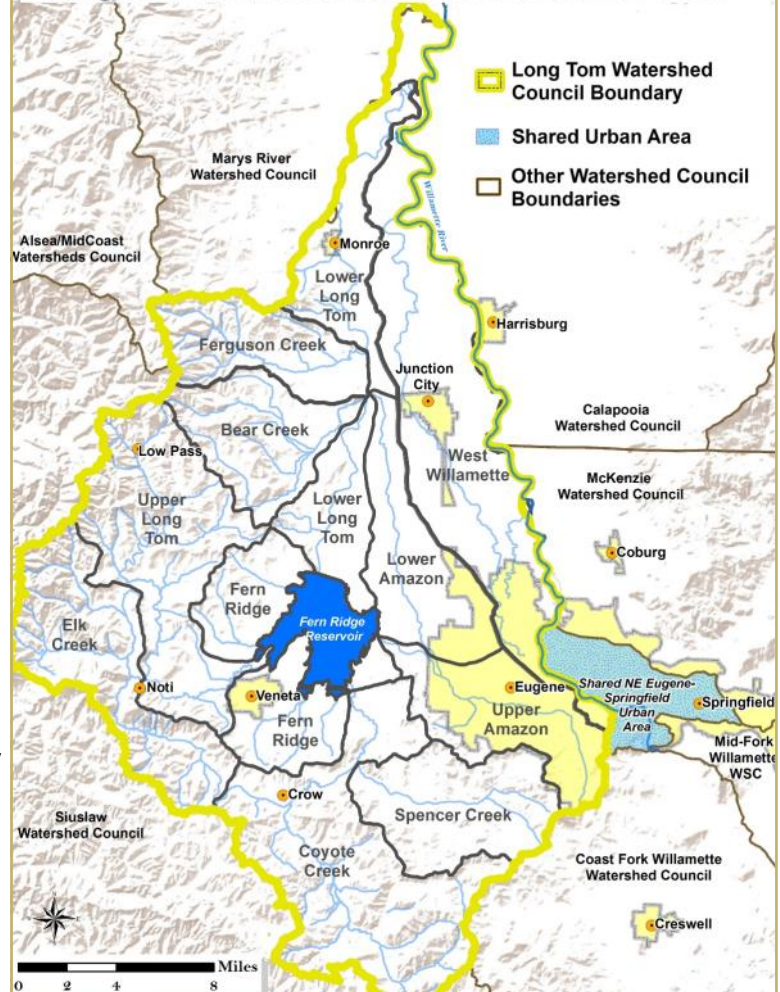 Long Tom Watershed
Council Boundary
Shared Urban Area
Other Watershed Council
Boundaries
Marys River
Watershed Council
Willamette River
Alsea/MidCoast
Watersheds Council
Monroe
Lower
Long
Tom
Harrisburg
Ferguson Creek
Junction
City
Calapooia
Watershed Council
Bear Creek
Low Pass
West
Willamette
McKenzie
Watershed Council
Upper
Long
Tom
Lower
Long
Tom
Coburg
Lower
Amazon
Fern
Ridge
Fern Ridge
Reservoir
Elk
Creek
Noti
Veneta
Eugene
Shared NE Eugene-
Springfield
Urban
Area
Springfield
Fern
Ridge
Upper
Amazon
Mid-Fork
Willamette
WSC
Crow
Spencer Creek
Siuslaw
Watershed Council
Coyote
Creek
Coast Fork Willamette
Watershed Council
Creswell
Miles
0 2 4 8